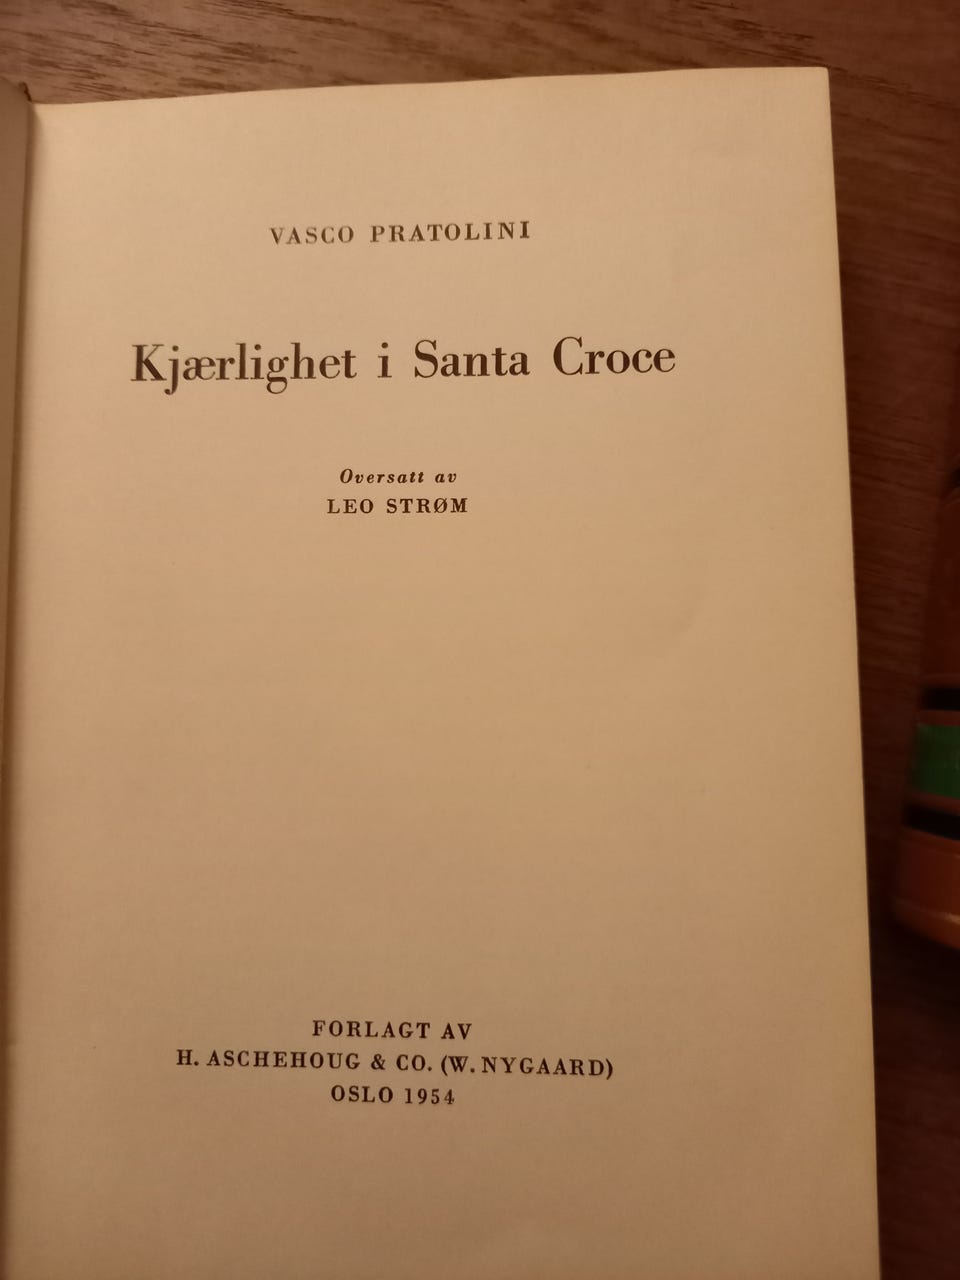 VASCO PRATOLINI
Kjærlighet i Santa Croce
Oversatt av
LEO STRØM
FORLAGT AV
H. ASCHEHOUG & CO. (W. NYGAARD)
OSLO 1954